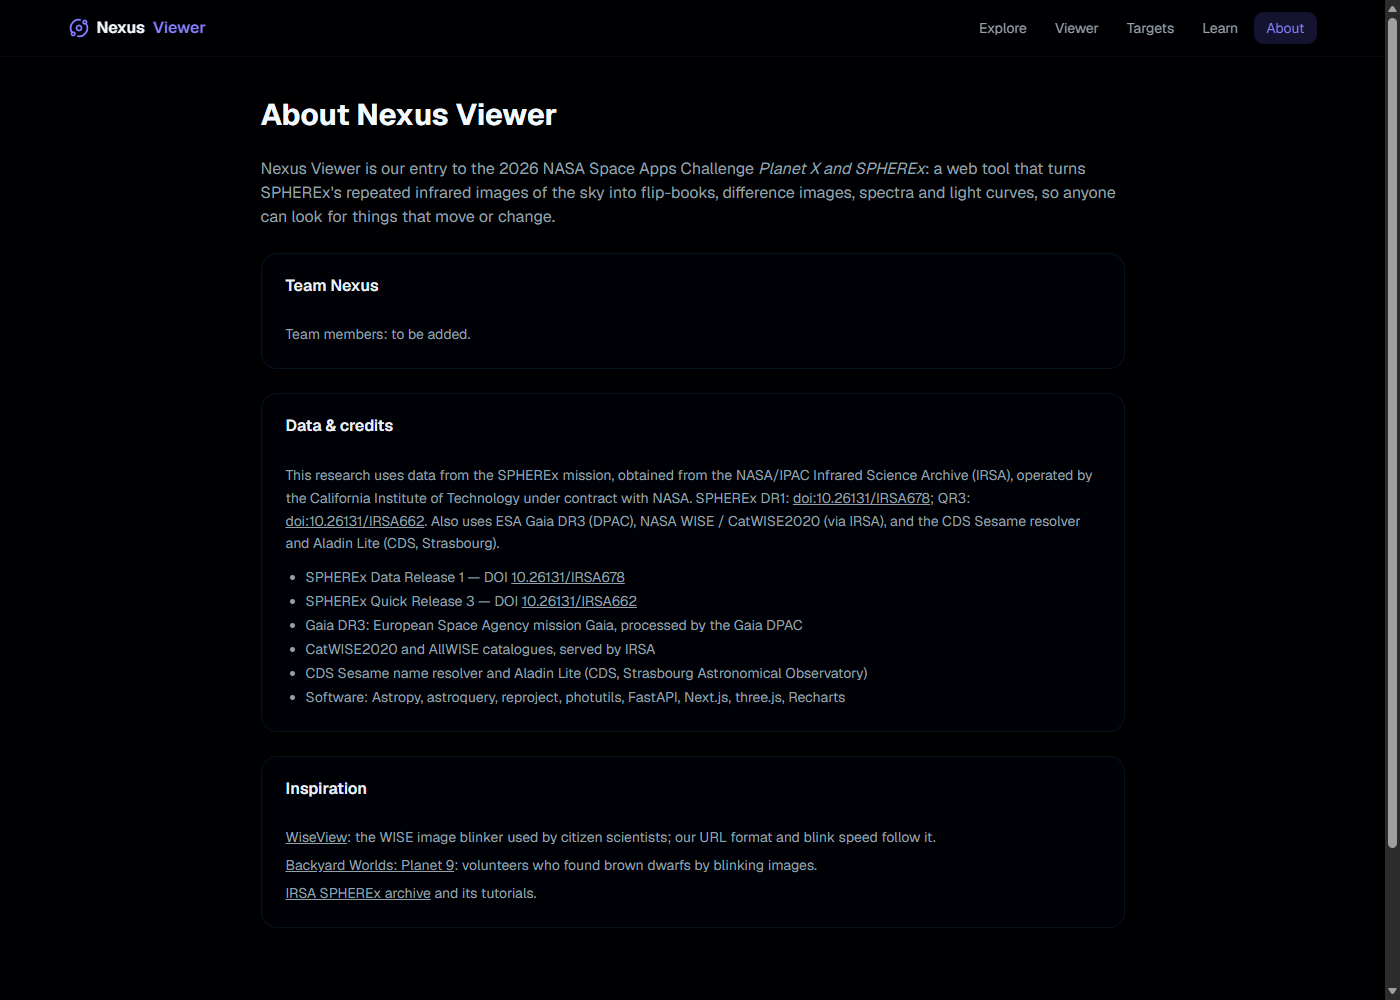 Nexus Viewer
Explore Viewer Targets Learn About
About Nexus Viewer
Nexus Viewer is our entry to the 2026 NASA Space Apps Challenge Planet X and SPHEREx: a web tool that turns
SPHEREx's repeated infrared images of the sky into flip-books, difference images, spectra and light curves, so anyone
can look for things that move or change.
Team Nexus
Team members: to be added.
Data & credits
This research uses data from the SPHEREx mission, obtained from the NASA/IPAC Infrared Science Archive (IRSA), operated by
the California Institute of Technology under contract with NASA. SPHEREx DR1: doi:10.26131/IRSA678; QR3:
doi:10.26131/IRSA662. Also uses ESA Gaia DR3 (DPAC), NASA WISE / CatWISE2020 (via IRSA), and the CDS Sesame resolver
and Aladin Lite (CDS, Strasbourg).
• SPHEREx Data Release 1 — DOI 10.26131/IRSA678
• SPHEREx Quick Release 3 — DOI 10.26131/IRSA662
• Gaia DR3: European Space Agency mission Gaia, processed by the Gaia DPAC
• CatWISE2020 and AllWISE catalogues, served by IRSA
• CDS Sesame name resolver and Aladin Lite (CDS, Strasbourg Astronomical Observatory)
• Software: Astropy, astroquery, reproject, photutils, FastAPI, Next.js, three.js, Recharts
Inspiration
WiseView: the WISE image blinker used by citizen scientists; our URL format and blink speed follow it.
Backyard Worlds: Planet 9: volunteers who found brown dwarfs by blinking images.
IRSA SPHEREx archive and its tutorials.